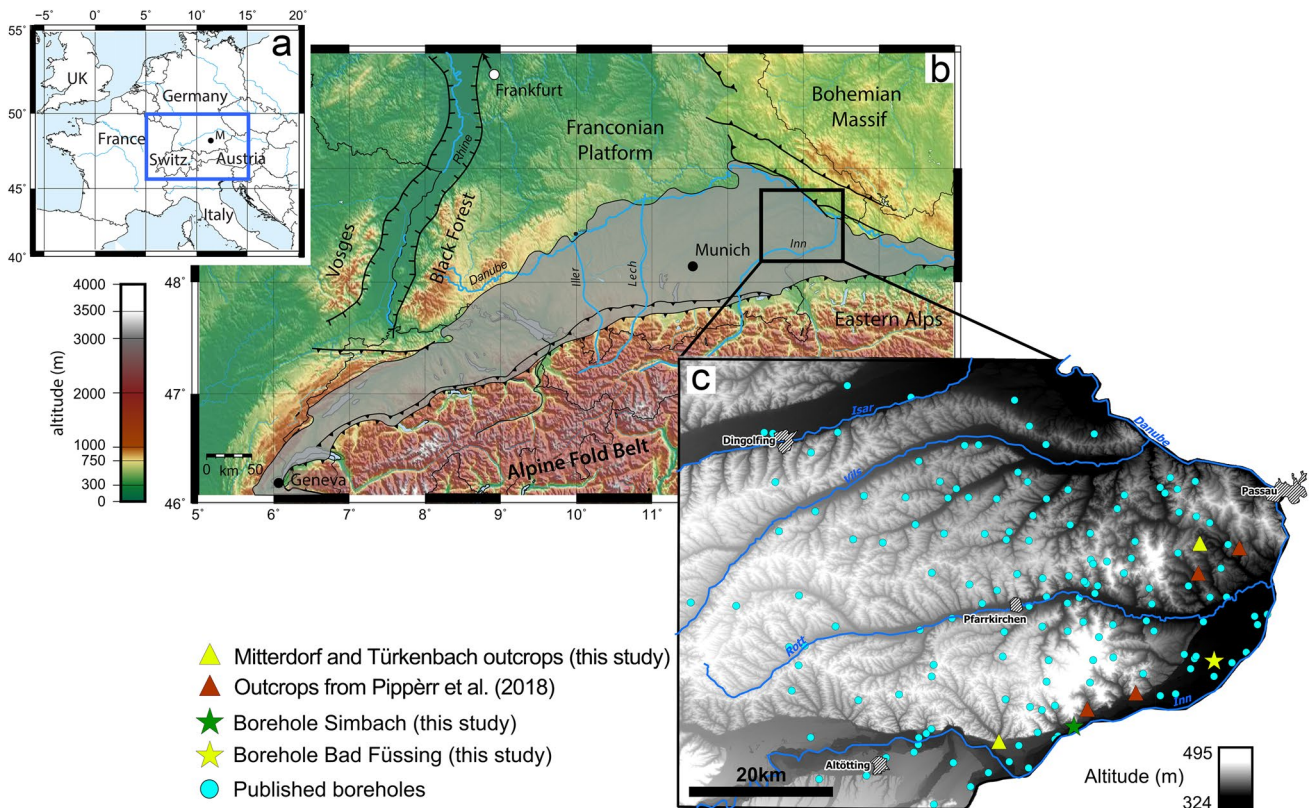 −5°
0°
5°
10°
15°
20°
55°
50°
45°
40°
a
UK
Germany
France
M
Switz.
Austria
Italy
b
Frankfurt
Bohemian
Massif
Franconian
Platform
Rhine
Vosges
Black Forest
Danube
Iller
Lech
Munich
Inn
Eastern Alps
Alpine Fold Belt
Geneva
0 km 50
48
47
46
5°
6°
7°
8°
9°
10°
11°
altitude (m)
4000
3500
3000
2000
1000
750
300
0
c
Isar
Dingolfing
Danube
Vils
Passau
Pfarrkirchen
Rott
Inn
Altötting
20km
Altitude (m)
495
324
Mitterdorf and Türkenbach outcrops (this study)
Outcrops from Pippèrr et al. (2018)
Borehole Simbach (this study)
Borehole Bad Füssing (this study)
Published boreholes